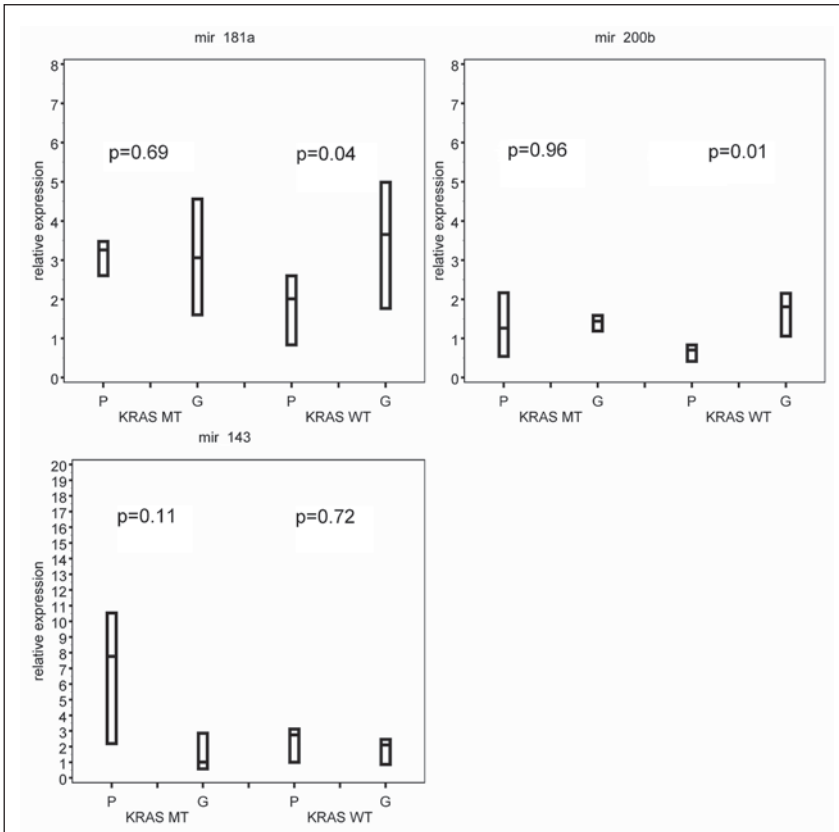 mir 181a
8
7
6
5
4
3
2
1
0
relative expression
p=0.69
p=0.04
P
G
P
G
KRAS MT
KRAS WT
mir 200b
8
7
6
5
4
3
2
1
0
relative expression
p=0.96
p=0.01
P
G
P
G
KRAS MT
KRAS WT
mir 143
20
19
18
17
16
15
14
13
12
11
10
9
8
7
6
5
4
3
2
1
0
relative expression
p=0.11
p=0.72
P
G
P
G
KRAS MT
KRAS WT